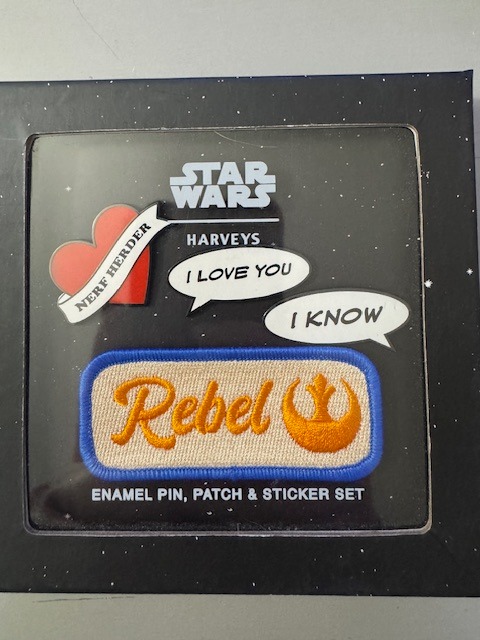 STAR
WARS
HARVEYS
NERF HERDER
I LOVE YOU
I KNOW
Rebel
ENAMEL PIN, PATCH & STICKER SET